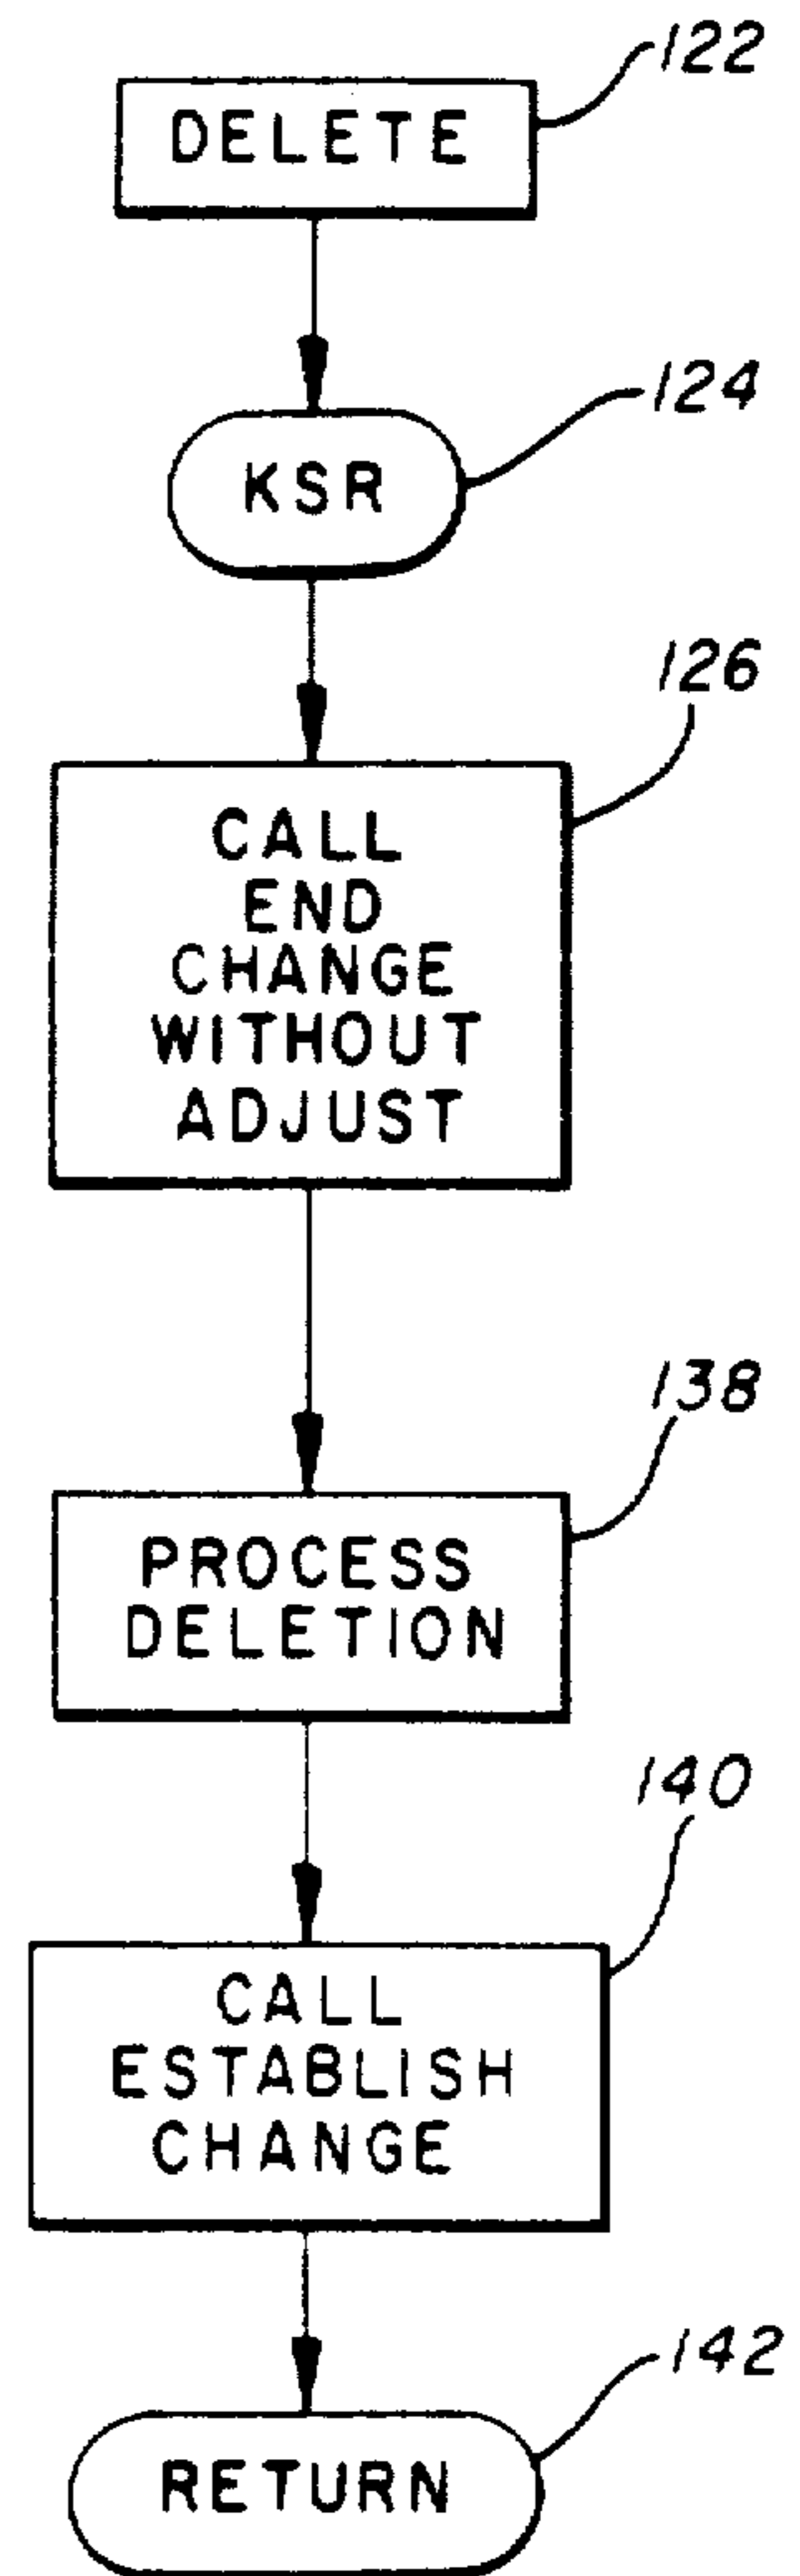 122
DELETE
124
KSR
126
CALL
END
CHANGE
WITHOUT
ADJUST
138
PROCESS
DELETION
140
CALL
ESTABLISH
CHANGE
142
RETURN